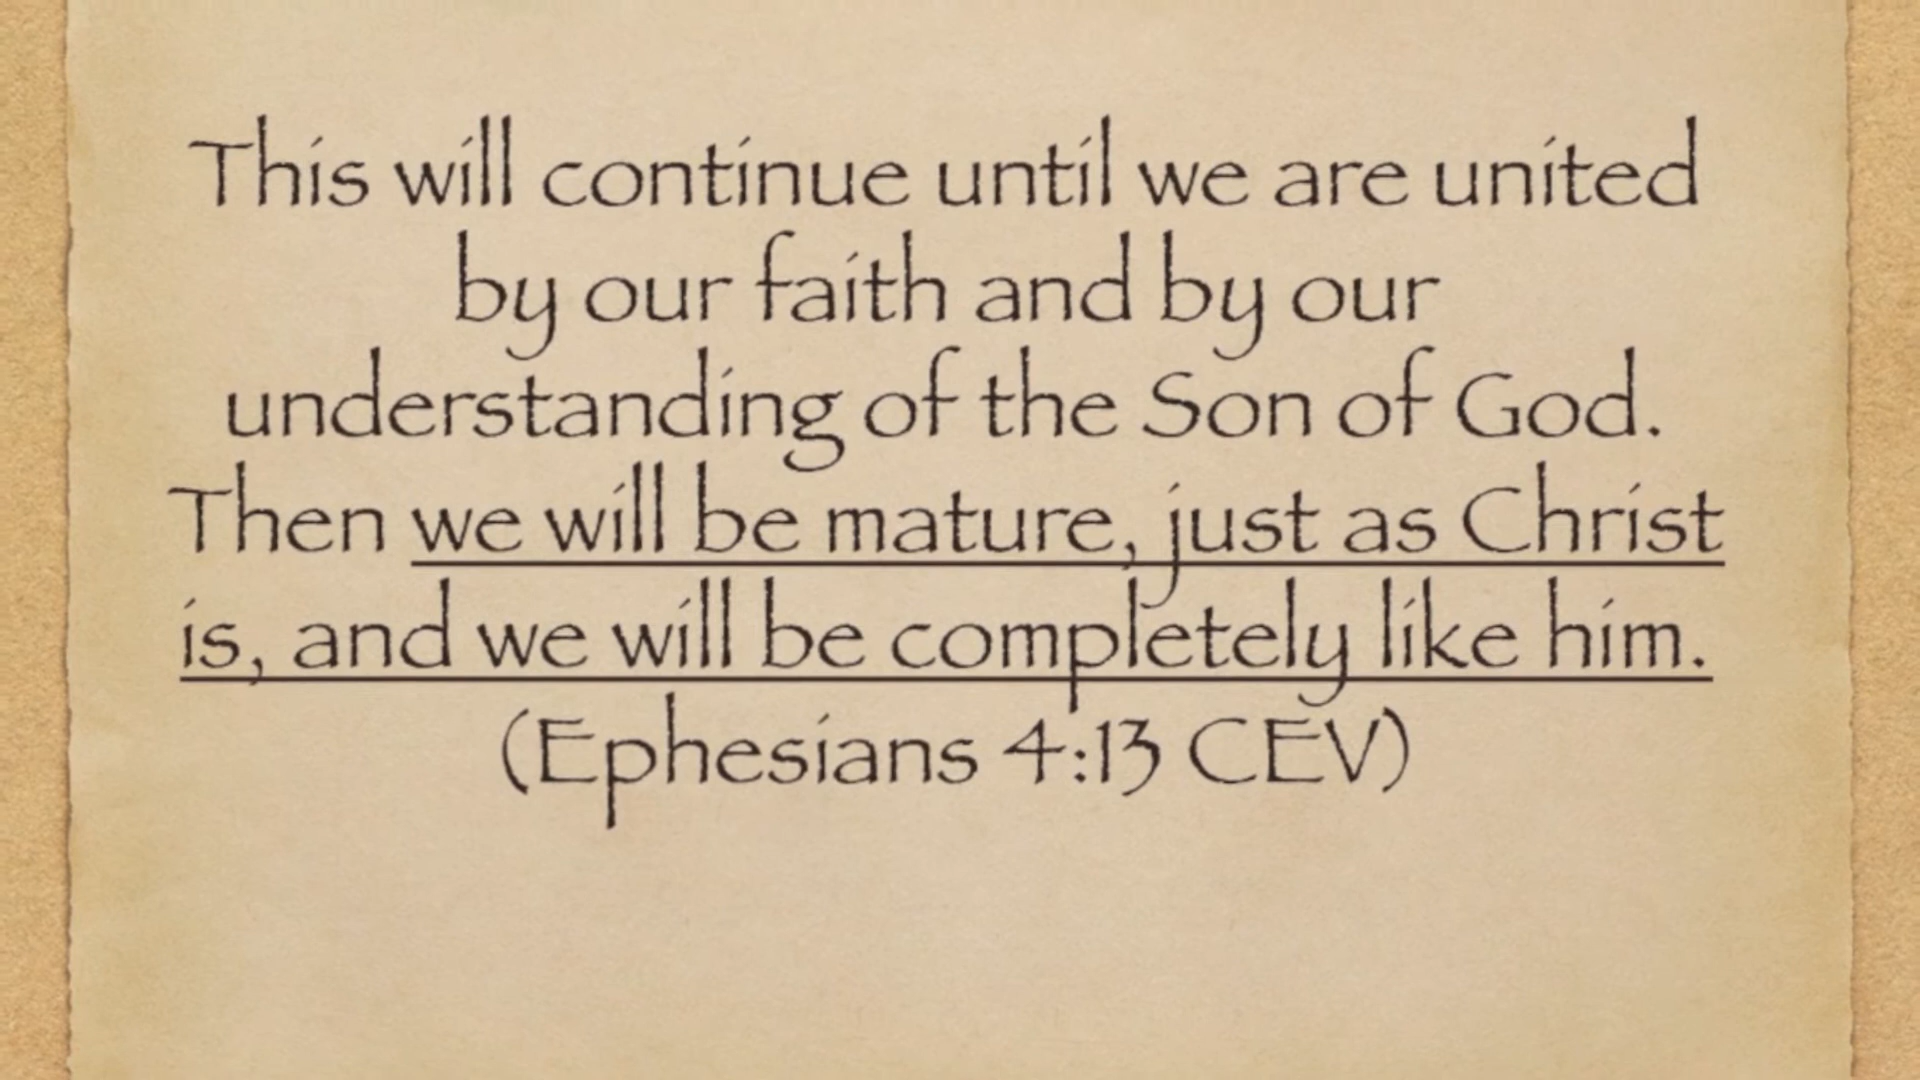 This will continue until we are united
by our faith and by our
understanding of the Son of God.
Then we will be mature, just as Christ
is, and we will be completely like him.
(Ephesians 4:13 CEV)